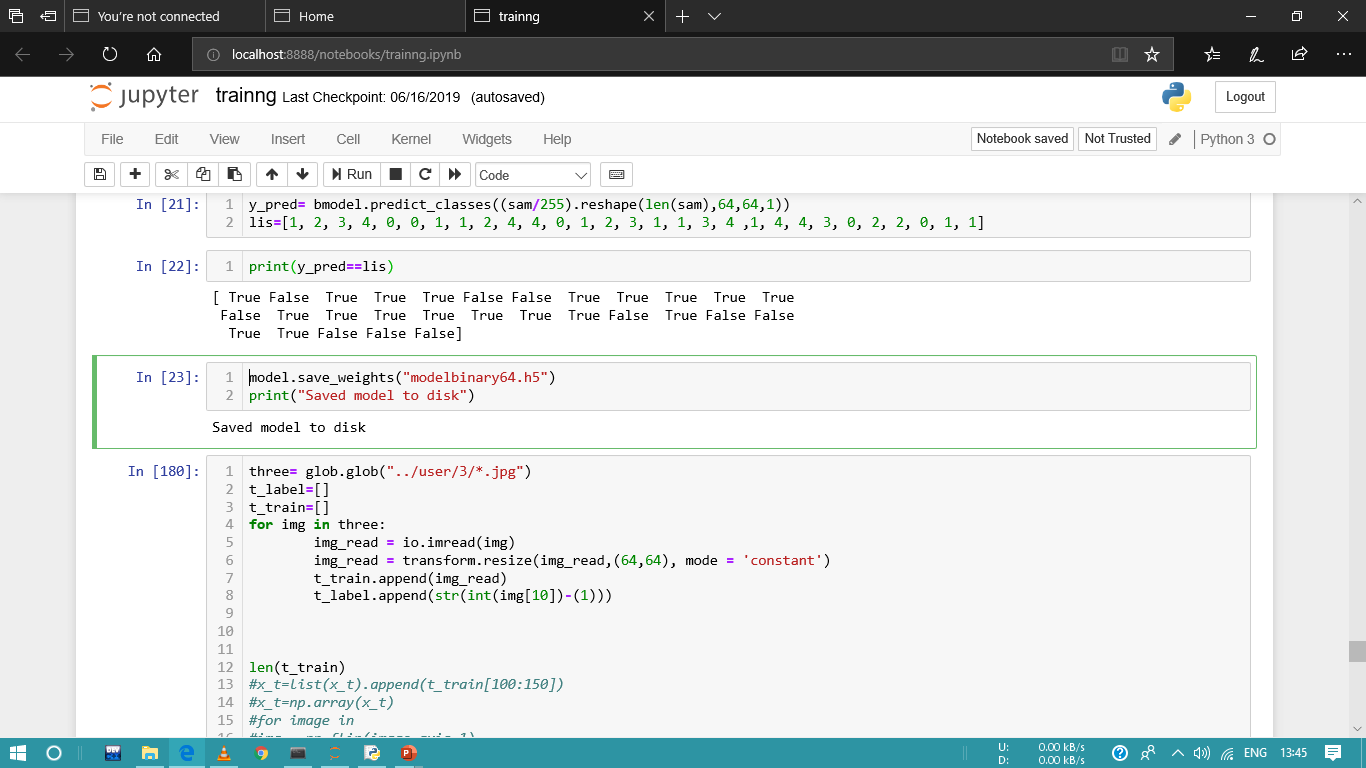 You're not connected
Home
trainng
localhost:8888/notebooks/trainng.ipynb
jupyter trainng Last Checkpoint: 06/16/2019 (autosaved)
Logout
File Edit View Insert Cell Kernel Widgets Help
Notebook saved Not Trusted Python 3
Run Code
In [21]:
1 y_pred= bmodel.predict_classes((sam/255).reshape(len(sam),64,64,1))
2 lis=[1, 2, 3, 4, 0, 0, 1, 1, 2, 4, 4, 0, 1, 2, 3, 1, 1, 3, 4 ,1, 4, 4, 3, 0, 2, 2, 0, 1, 1]
In [22]:
1 print(y_pred==lis)
[ True False  True  True  True False False  True  True  True  True  True
 False  True  True  True  True  True  True  True False  True False False
  True  True False False False]
In [23]:
1 model.save_weights("modelbinary64.h5")
2 print("Saved model to disk")
Saved model to disk
In [180]:
1 three= glob.glob("../user/3/*.jpg")
2 t_label=[]
3 t_train=[]
4 for img in three:
5         img_read = io.imread(img)
6         img_read = transform.resize(img_read,(64,64), mode = 'constant')
7         t_train.append(img_read)
8         t_label.append(str(int(img[10])-(1)))
9
10
11
12 len(t_train)
13 #x_t=list(x_t).append(t_train[100:150])
14 #x_t=np.array(x_t)
15 #for image in
U: 0.00 kB/s
D: 0.00 kB/s
ENG 13:45